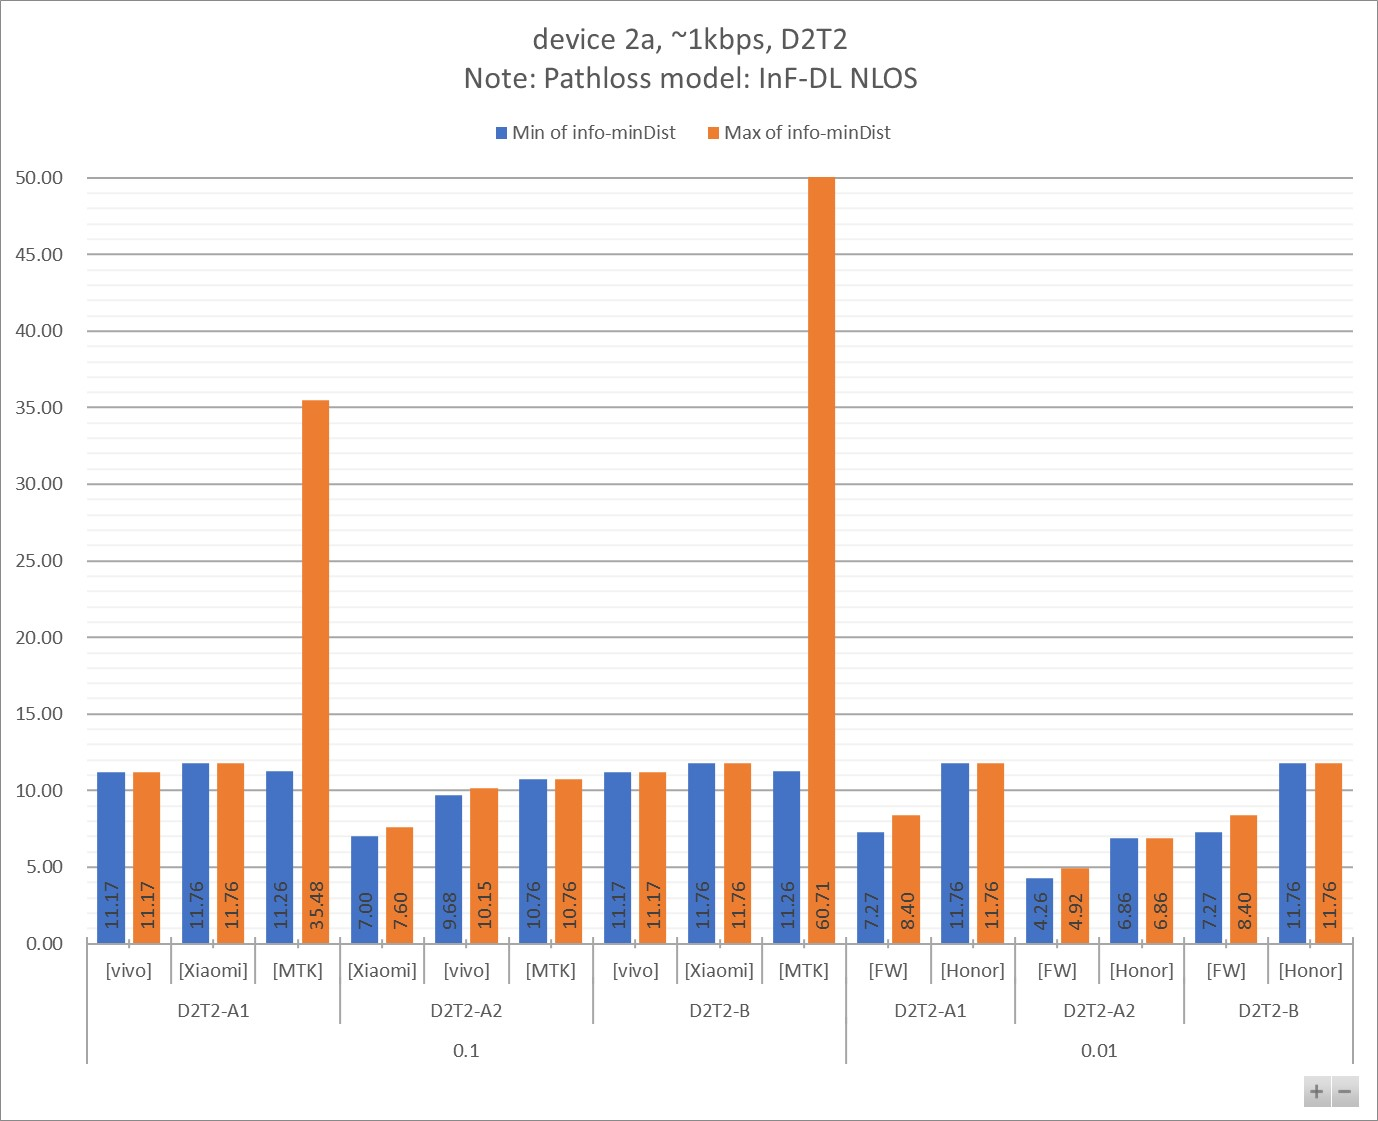 device 2a, ~1kbps, D2T2
Note: Pathloss model: InF-DL NLOS
Min of info-minDist Max of info-minDist
50.00
45.00
40.00
35.00
30.00
25.00
20.00
15.00
10.00
5.00
0.00
11.17 11.17 11.76 11.76 11.26 35.48 7.00 7.60 9.68 10.15 10.76 10.76 11.17 11.17 11.76 11.76 11.26 60.71 7.27 8.40 11.76 11.76 4.26 4.92 6.86 6.86 7.27 8.40 11.76 11.76
[vivo] [Xiaomi] [MTK] [Xiaomi] [vivo] [MTK] [vivo] [Xiaomi] [MTK] [FW] [Honor] [FW] [Honor] [FW] [Honor]
D2T2-A1 D2T2-A2 D2T2-B D2T2-A1 D2T2-A2 D2T2-B
0.1 0.01
+ −